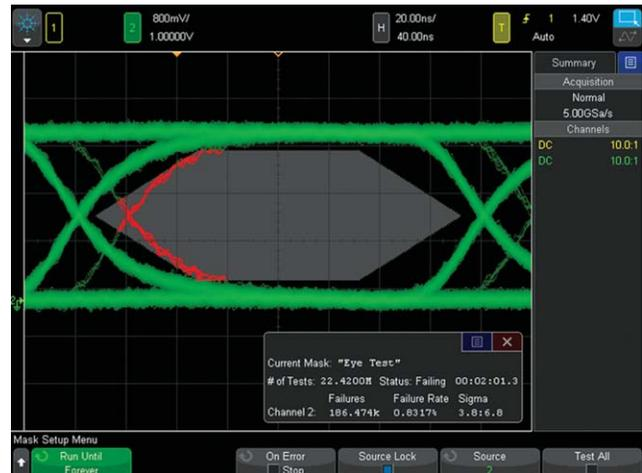 1
2
800mV/
1.00000V
H
20.00ns/
40.00ns
T
1
1.40V
Auto
Summary
Acquisition
Normal
5.00GSa/s
Channels
DC 10.0:1
DC 10.0:1
2
Current Mask: "Eye Test"
# of Tests: 22.4200M Status: Failing 00:02:01.3
Failures Failure Rate Sigma
Channel 2: 186.474k 0.8317% 3.8:6.8
Mask Setup Menu
Run Until
Forever
On Error
Stop
Source Lock
Source
2
Test All